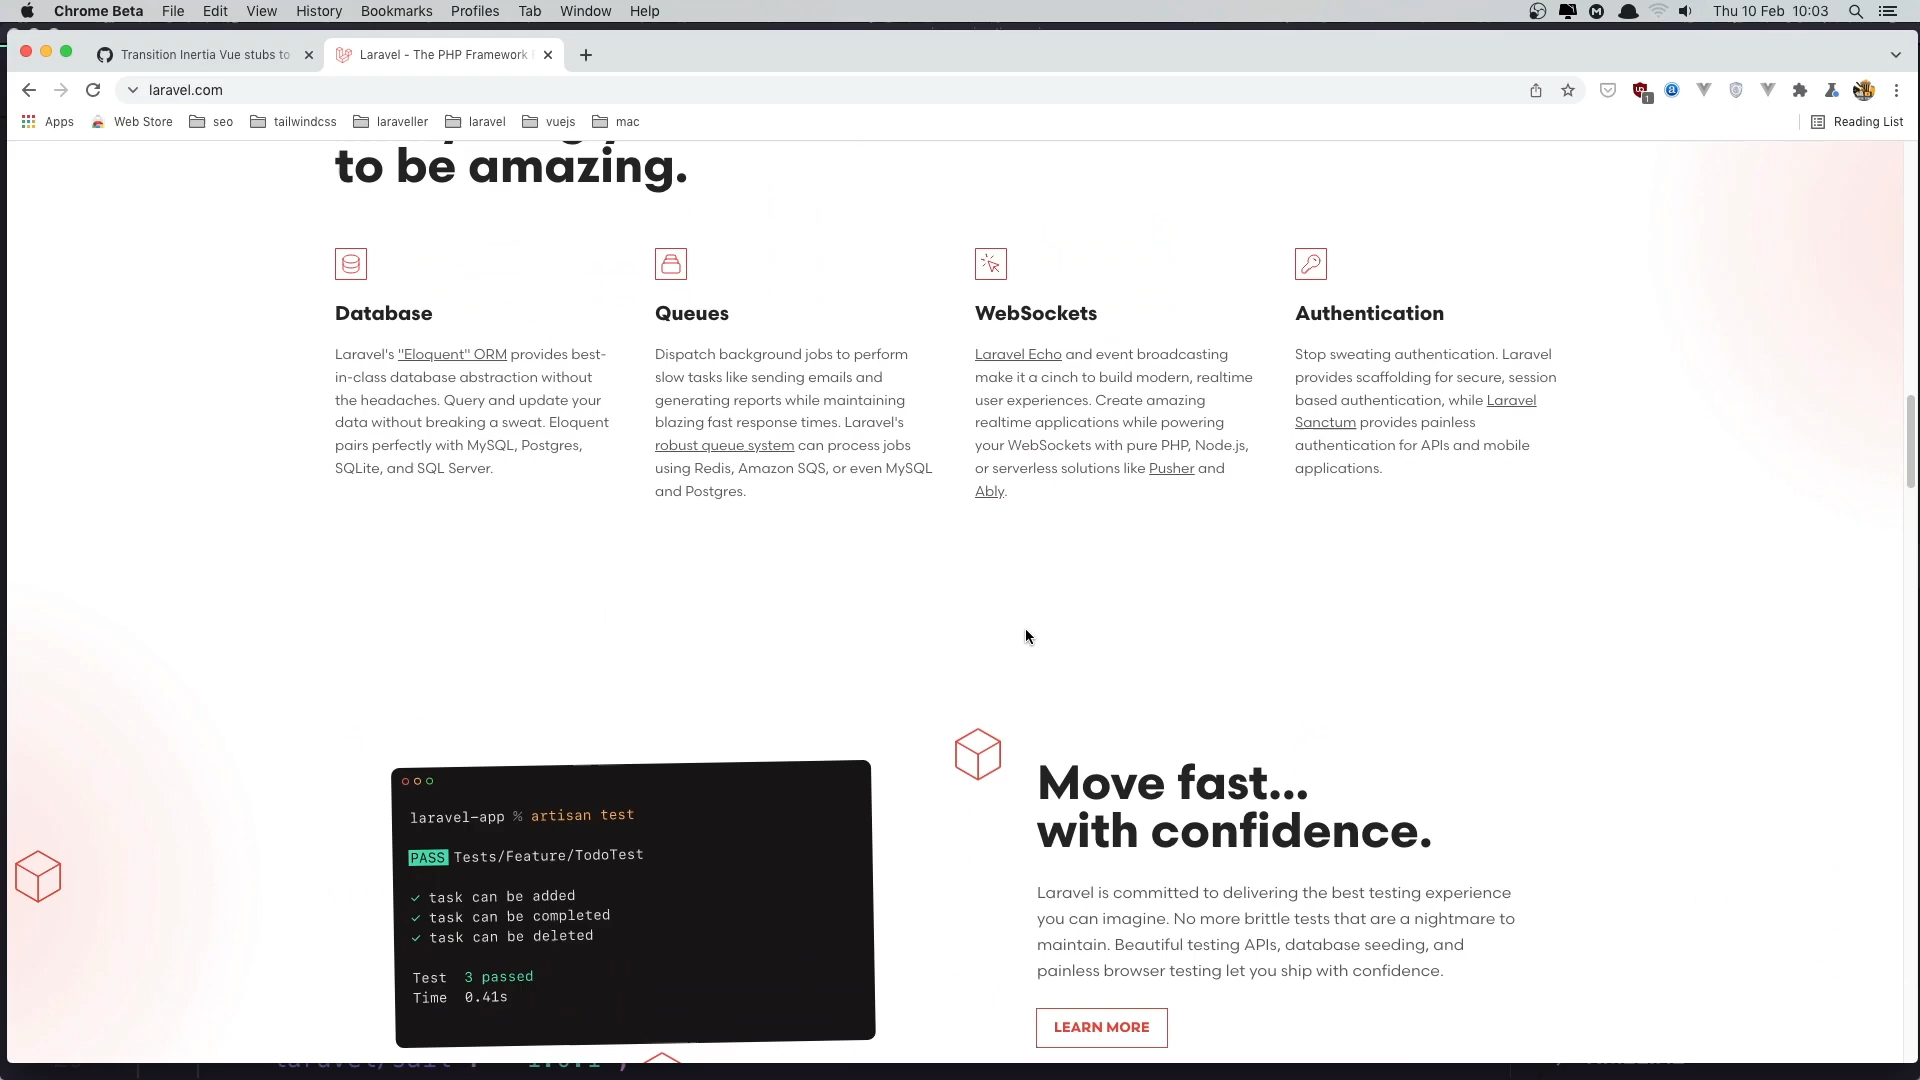 Chrome Beta File Edit View History Bookmarks Profiles Tab Window Help Thu 10 Feb 10:03
Transition Inertia Vue stubs to
Laravel - The PHP Framework
laravel.com
1
Apps Web Store seo tailwindcss laraveller laravel vuejs mac Reading List
to be amazing.
Database
Laravel's "Eloquent" ORM provides best-
in-class database abstraction without
the headaches. Query and update your
data without breaking a sweat. Eloquent
pairs perfectly with MySQL, Postgres,
SQLite, and SQL Server.
Queues
Dispatch background jobs to perform
slow tasks like sending emails and
generating reports while maintaining
blazing fast response times. Laravel's
robust queue system can process jobs
using Redis, Amazon SQS, or even MySQL
and Postgres.
WebSockets
Laravel Echo and event broadcasting
make it a cinch to build modern, realtime
user experiences. Create amazing
realtime applications while powering
your WebSockets with pure PHP, Node.js,
or serverless solutions like Pusher and
Ably.
Authentication
Stop sweating authentication. Laravel
provides scaffolding for secure, session
based authentication, while Laravel
Sanctum provides painless
authentication for APIs and mobile
applications.
laravel-app % artisan test
PASS Tests/Feature/TodoTest
✓ task can be added
✓ task can be completed
✓ task can be deleted
Test 3 passed
Time 0.41s
Move fast...
with confidence.
Laravel is committed to delivering the best testing experience
you can imagine. No more brittle tests that are a nightmare to
maintain. Beautiful testing APIs, database seeding, and
painless browser testing let you ship with confidence.
LEARN MORE